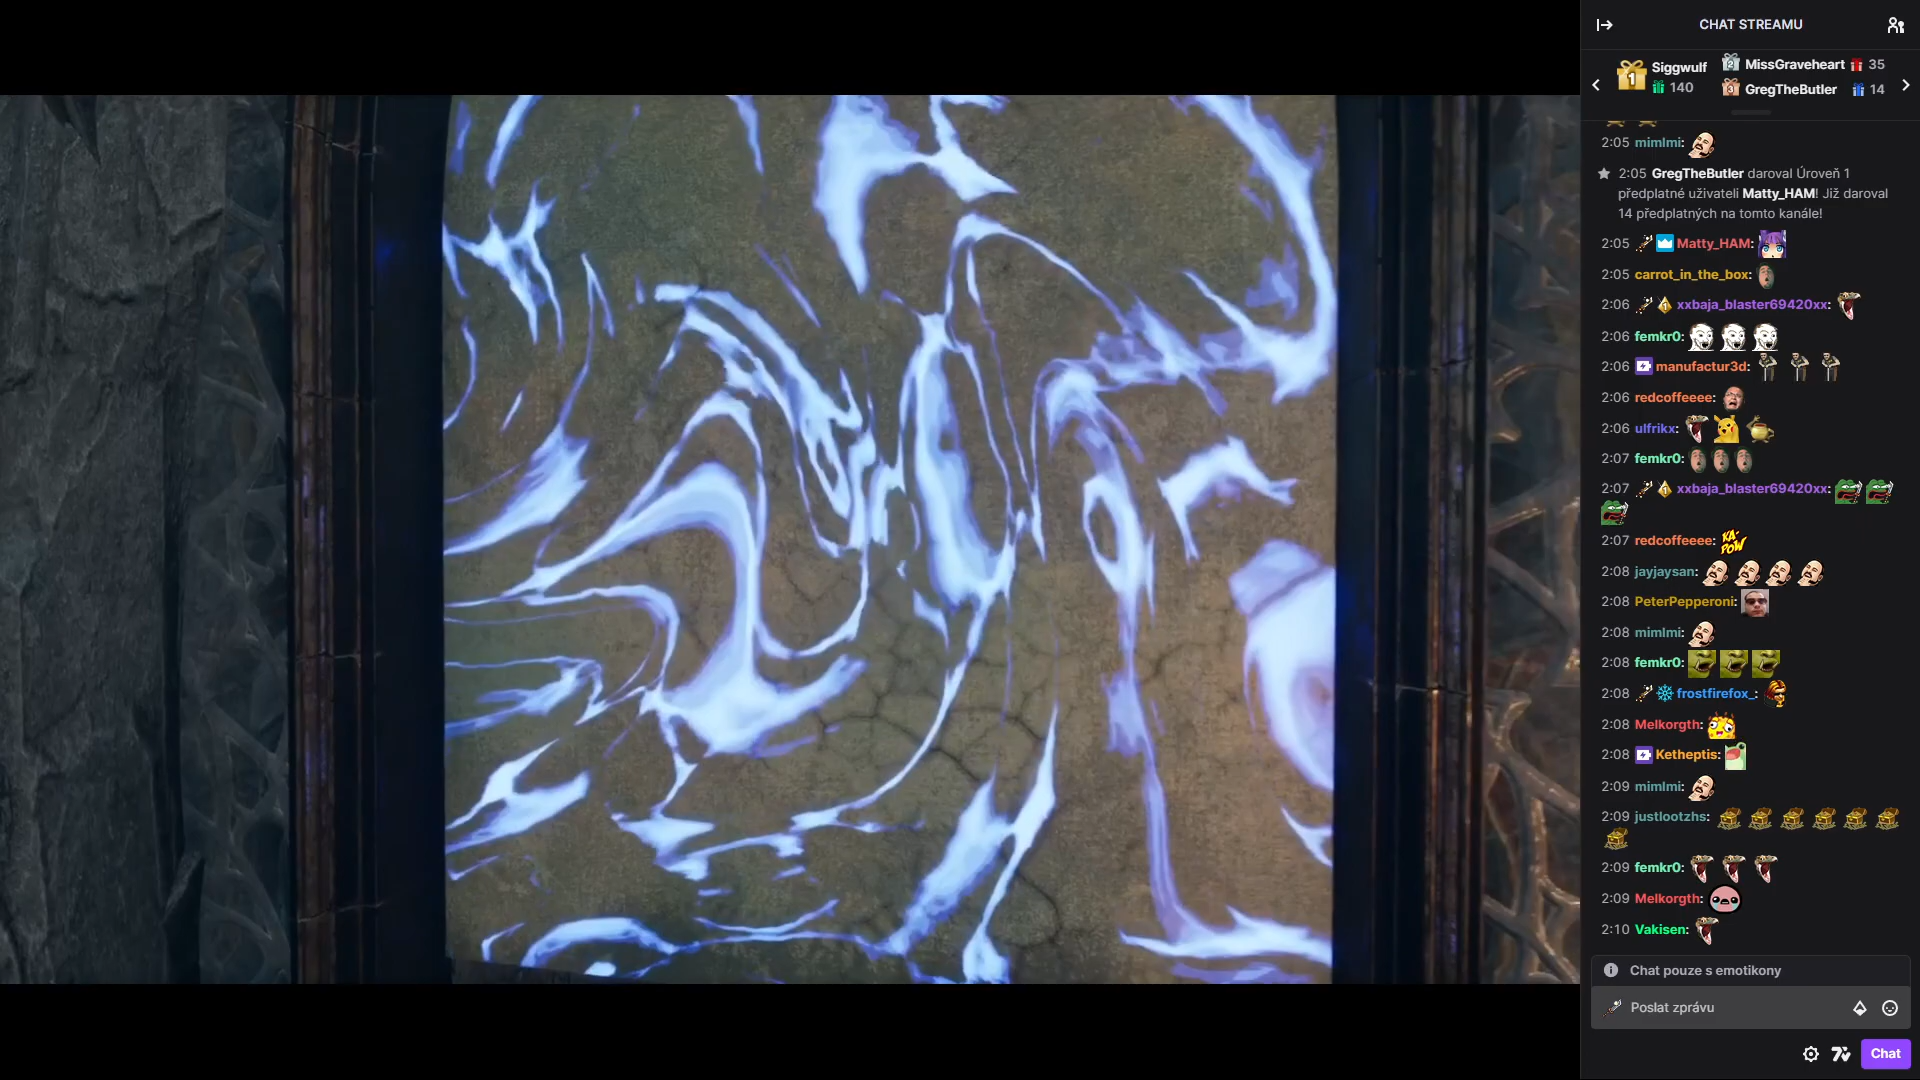 CHAT STREAMU
1 Siggwulf 140
2 MissGraveheart 35
3 GregTheButler 14
2:05 mimlmi:
2:05 GregTheButler daroval Úroveň 1
předplatné uživateli Matty_HAM! Již daroval
14 předplatných na tomto kanále!
2:05 Matty_HAM:
2:05 carrot_in_the_box:
2:06 xxbaja_blaster69420xx:
2:06 femkr0:
2:06 manufactur3d:
2:06 redcoffeeee:
2:06 ulfrikx:
2:07 femkr0:
2:07 xxbaja_blaster69420xx:
2:07 redcoffeeee: KA POW
2:08 jayjaysan:
2:08 PeterPepperoni:
2:08 mimlmi:
2:08 femkr0:
2:08 frostfirefox_:
2:08 Melkorgth:
2:08 Ketheptis:
2:09 mimlmi:
2:09 justlootzhs:
2:09 femkr0:
2:09 Melkorgth:
2:10 Vakisen:
Chat pouze s emotikony
Poslat zprávu
Chat